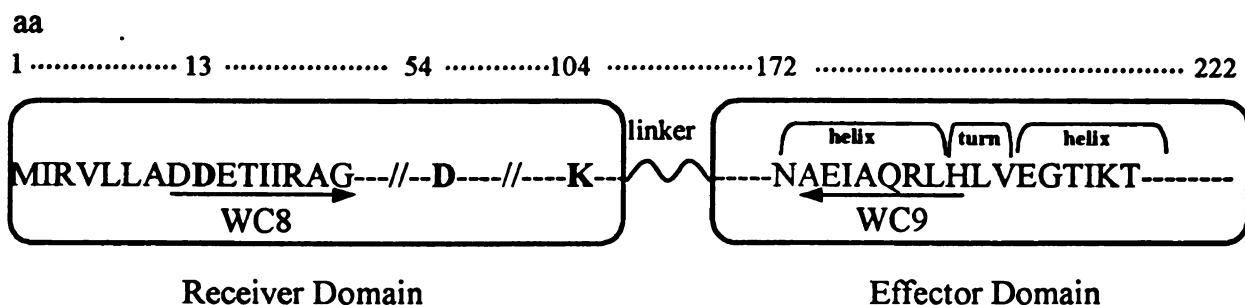 aa
1 ·················· 13 ···················· 54 ·············104 ····················· 172 ············································· 222
linker
helix turn helix
MIRVLLADDETIIRAG---//--D----//----K-- -----NAEIAQRLHLVEGTIKT--------
WC8 WC9
Receiver Domain Effector Domain